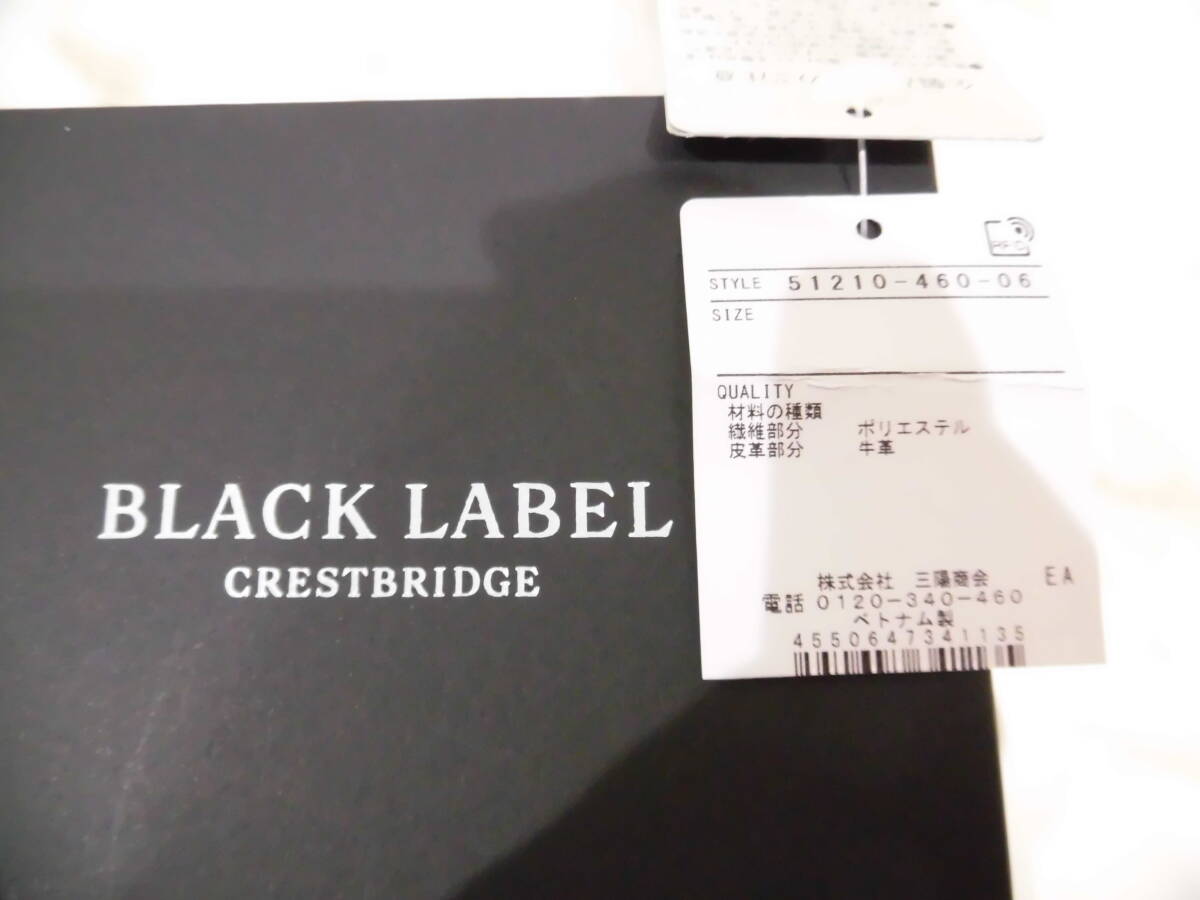 BLACK LABEL
CRESTBRIDGE
RFID
STYLE 51210-460-06
SIZE
QUALITY
材料の種類
繊維部分 ポリエステル
皮革部分 牛革
株式会社 三陽商会 EA
電話 0120-340-460
ベトナム製
4550647341135